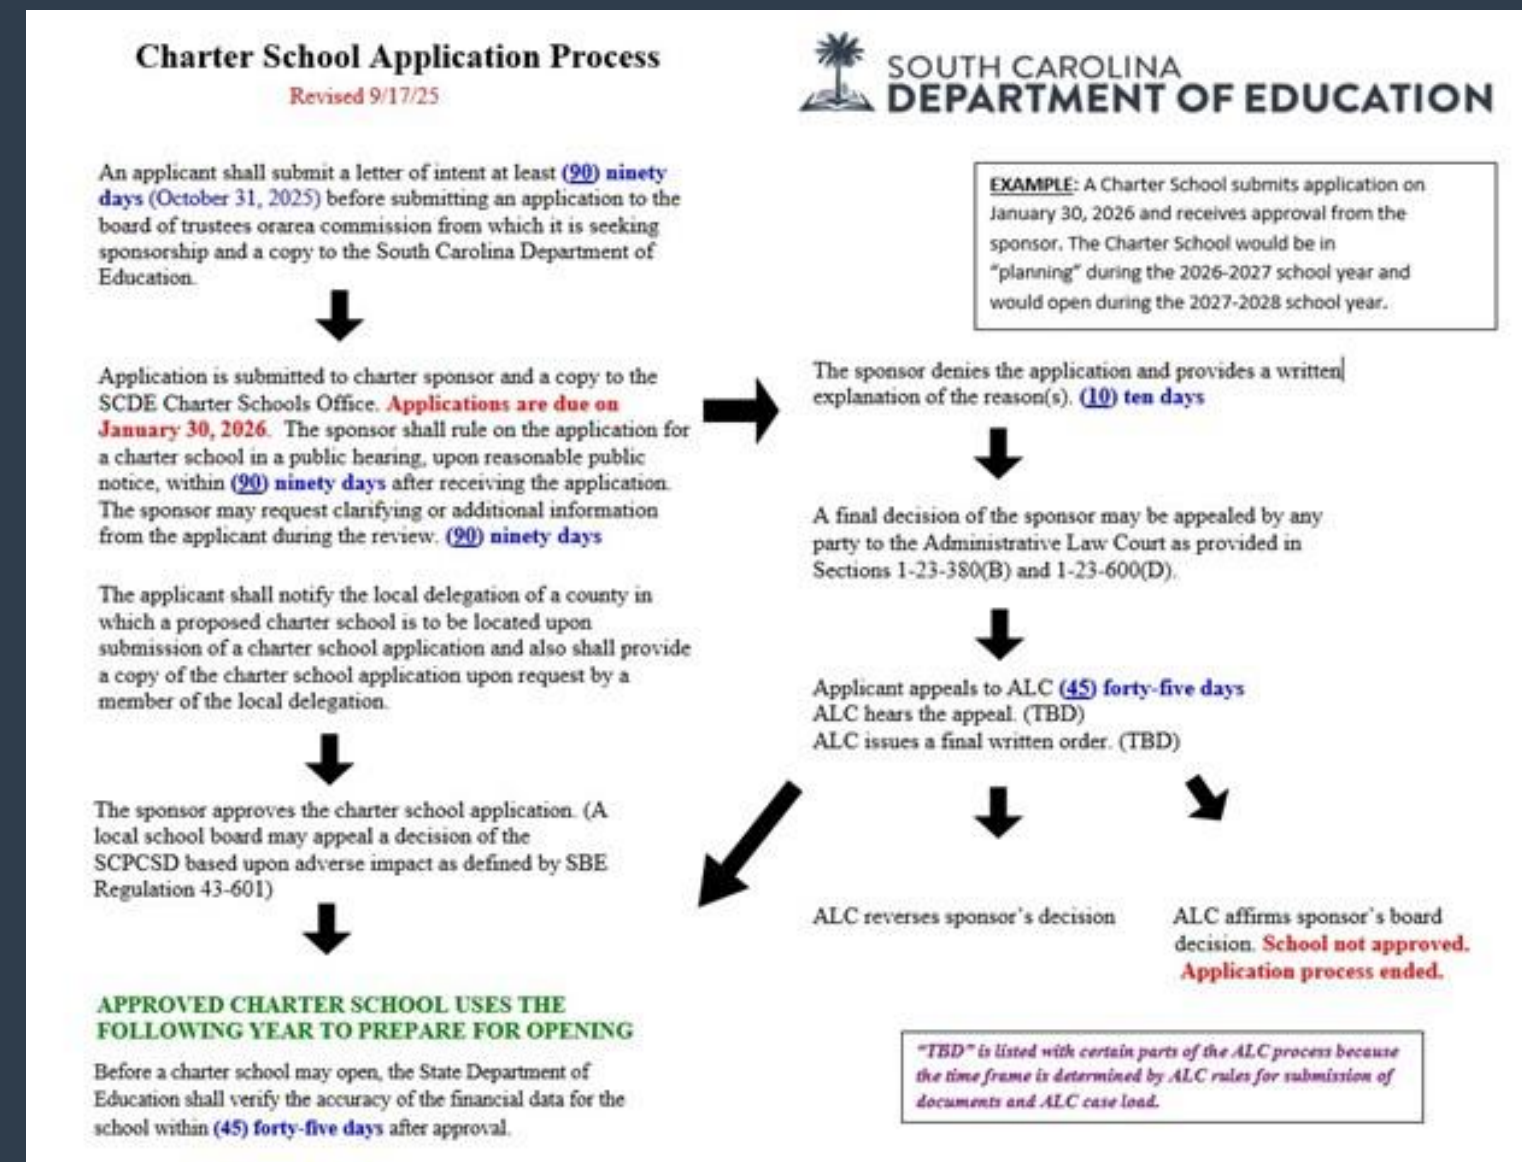 Charter School Application Process
Revised 9/17/25
SOUTH CAROLINA
DEPARTMENT OF EDUCATION
An applicant shall submit a letter of intent at least (90) ninety
days (October 31, 2025) before submitting an application to the
board of trustees orarea commission from which it is seeking
sponsorship and a copy to the South Carolina Department of
Education.
EXAMPLE: A Charter School submits application on
January 30, 2026 and receives approval from the
sponsor. The Charter School would be in
"planning" during the 2026-2027 school year and
would open during the 2027-2028 school year.
Application is submitted to charter sponsor and a copy to the
SCDE Charter Schools Office. Applications are due on
January 30, 2026. The sponsor shall rule on the application for
a charter school in a public hearing, upon reasonable public
notice, within (90) ninety days after receiving the application.
The sponsor may request clarifying or additional information
from the applicant during the review. (90) ninety days
The applicant shall notify the local delegation of a county in
which a proposed charter school is to be located upon
submission of a charter school application and also shall provide
a copy of the charter school application upon request by a
member of the local delegation.
The sponsor approves the charter school application. (A
local school board may appeal a decision of the
SCPCSD based upon adverse impact as defined by SBE
Regulation 43-601)
APPROVED CHARTER SCHOOL USES THE
FOLLOWING YEAR TO PREPARE FOR OPENING
Before a charter school may open, the State Department of
Education shall verify the accuracy of the financial data for the
school within (45) forty-five days after approval.
The sponsor denies the application and provides a written
explanation of the reason(s). (10) ten days
A final decision of the sponsor may be appealed by any
party to the Administrative Law Court as provided in
Sections 1-23-380(B) and 1-23-600(D).
Applicant appeals to ALC (45) forty-five days
ALC hears the appeal. (TBD)
ALC issues a final written order. (TBD)
ALC reverses sponsor's decision
ALC affirms sponsor's board
decision. School not approved.
Application process ended.
"TBD" is listed with certain parts of the ALC process because
the time frame is determined by ALC rules for submission of
documents and ALC case load.